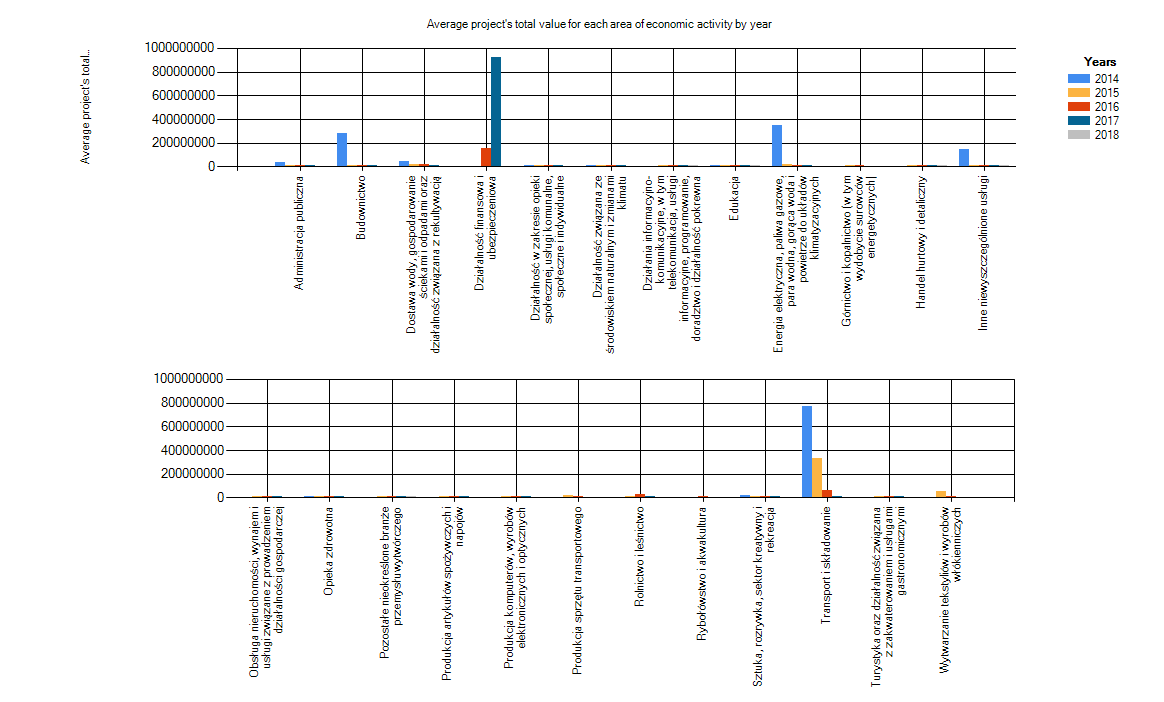 Average project's total value for each area of economic activity by year
Average project's total...
1000000000
800000000
600000000
400000000
200000000
0
Administracja publiczna
Budownictwo
Dostawa wody, gospodarowanie
ściekami i odpadami oraz
działalność związana z rekultywacją
Działalność finansowa i
ubezpieczeniowa
Działalność w zakresie opieki
społecznej, usługi komunalne,
społeczne i indywidualne
Działalność związana ze
środowiskiem naturalnym i zmianami
klimatu
Działania informacyjno-
komunikacyjne, w tym
telekomunikacja, usługi
informacyjne, programowanie,
doradztwo i działalność pokrewna
Edukacja
Energia elektryczna, paliwa gazowe,
para wodna, gorąca woda i
powietrze do układów
klimatyzacyjnych
Górnictwo i kopalnictwo (w tym
wydobycie surowców
energetycznych)
Handel hurtowy i detaliczny
Inne niewyszczególnione usługi
Years
2014
2015
2016
2017
2018
1000000000
800000000
600000000
400000000
200000000
0
Obsługa nieruchomości, wynajem i
usługi związane z prowadzeniem
działalności gospodarczej
Opieka zdrowotna
Pozostałe nieokreślone branże
przemysłu wytwórczego
Produkcja artykułów spożywczych i
napojów
Produkcja komputerów, wyrobów
elektronicznych i optycznych
Produkcja sprzętu transportowego
Rolnictwo i leśnictwo
Rybołówstwo i akwakultura
Sztuka, rozrywka, sektor kreatywny i
rekreacja
Transport i składowanie
Turystyka oraz działalność związana
z zakwaterowaniem i usługami
gastronomicznymi
Wytwarzanie tekstyliów i wyrobów
włókienniczych